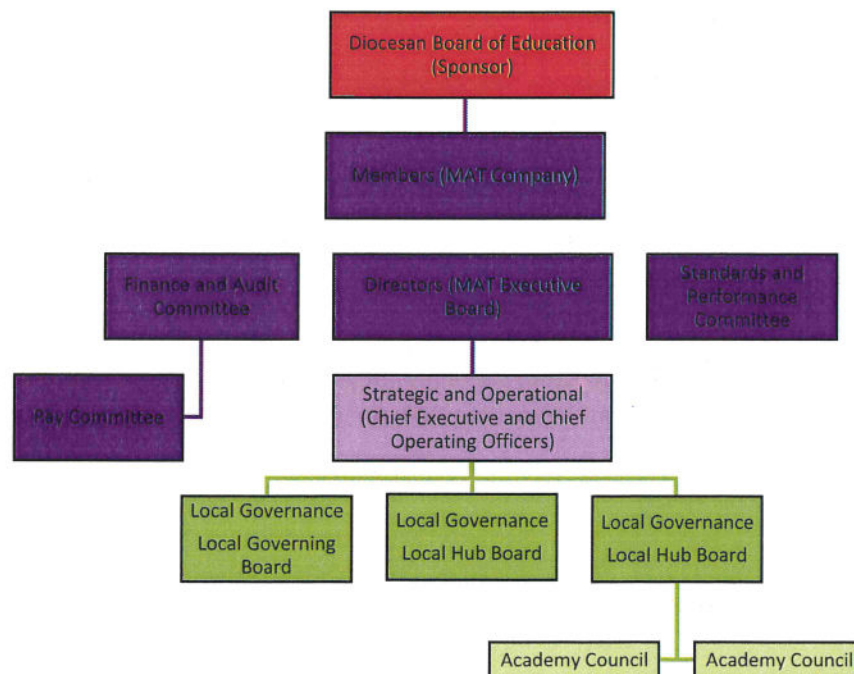 Diocesan Board of Education
(Sponsor)
Members (MAT Company)
Finance and Audit
Committee
Directors (MAT Executive
Board)
Standards and
Performance
Committee
Pay Committee
Strategic and Operational
(Chief Executive and Chief
Operating Officers)
Local Governance
Local Governing
Board
Local Governance
Local Hub Board
Local Governance
Local Hub Board
Academy Council
Academy Council